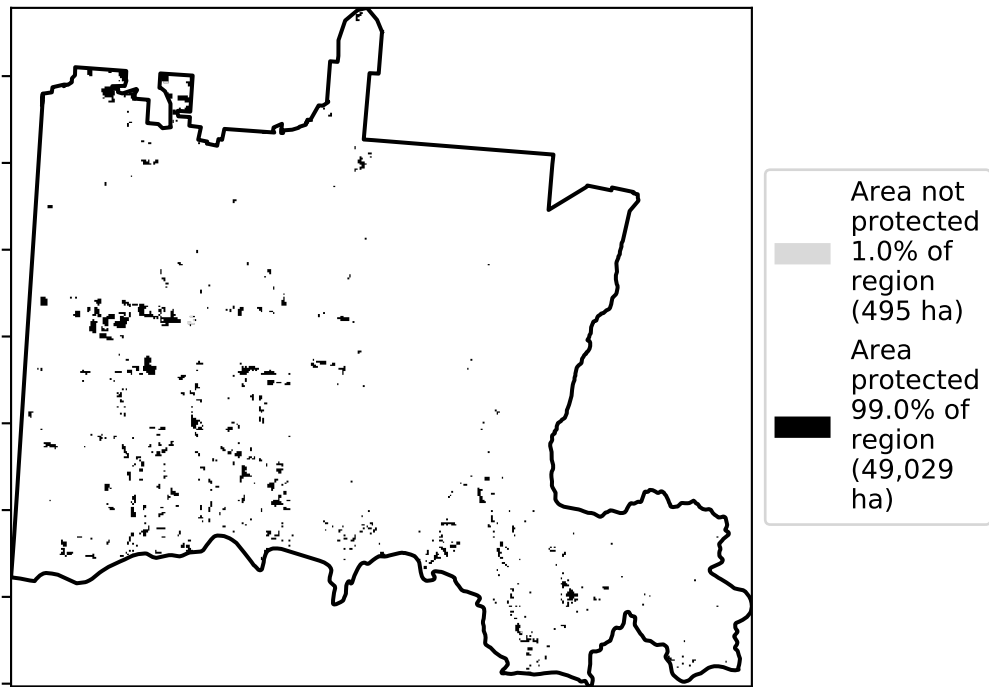 Area not
protected
1.0% of
region
(495 ha)
Area
protected
99.0% of
region
(49,029
ha)